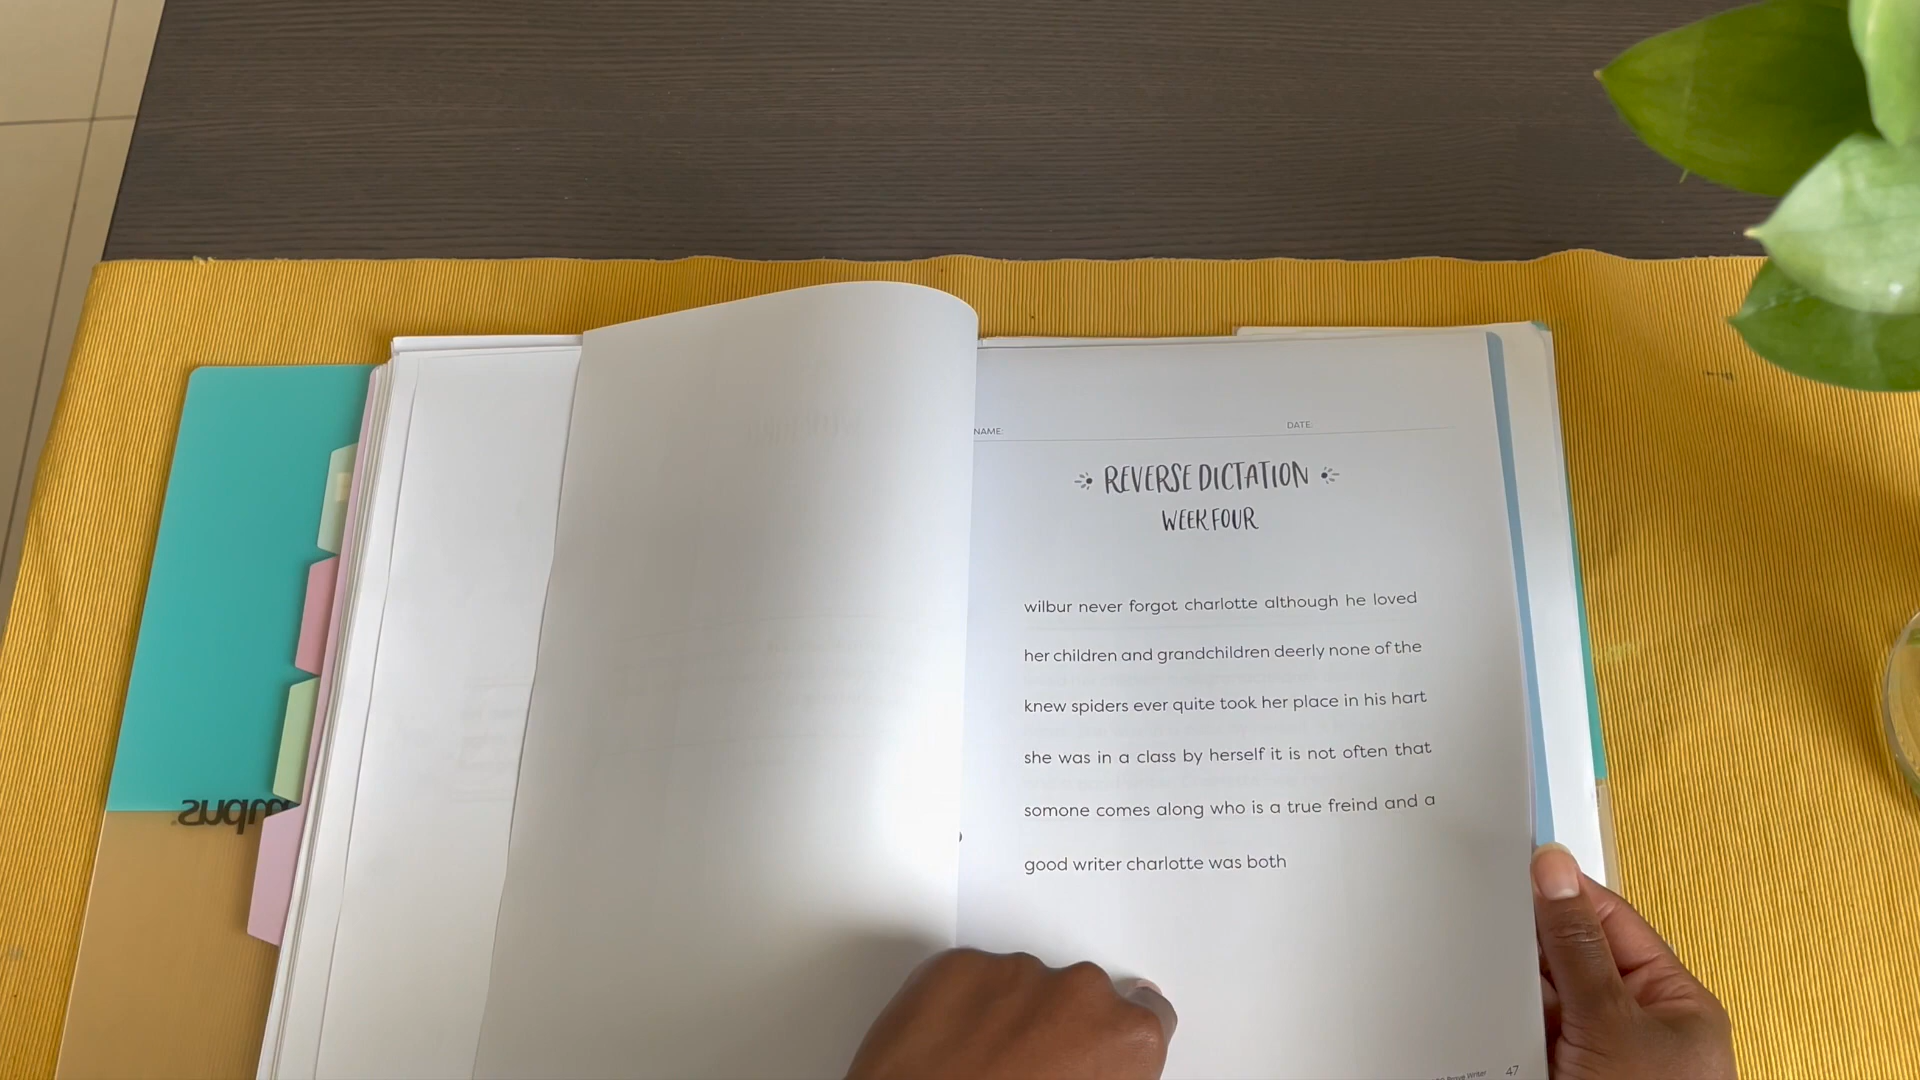 NAME: DATE:
REVERSE DICTATION
WEEK FOUR
wilbur never forgot charlotte although he loved
her children and grandchildren deerly none of the
knew spiders ever quite took her place in his hart
she was in a class by herself it is not often that
somone comes along who is a true freind and a
good writer charlotte was both
Brave Writer 47